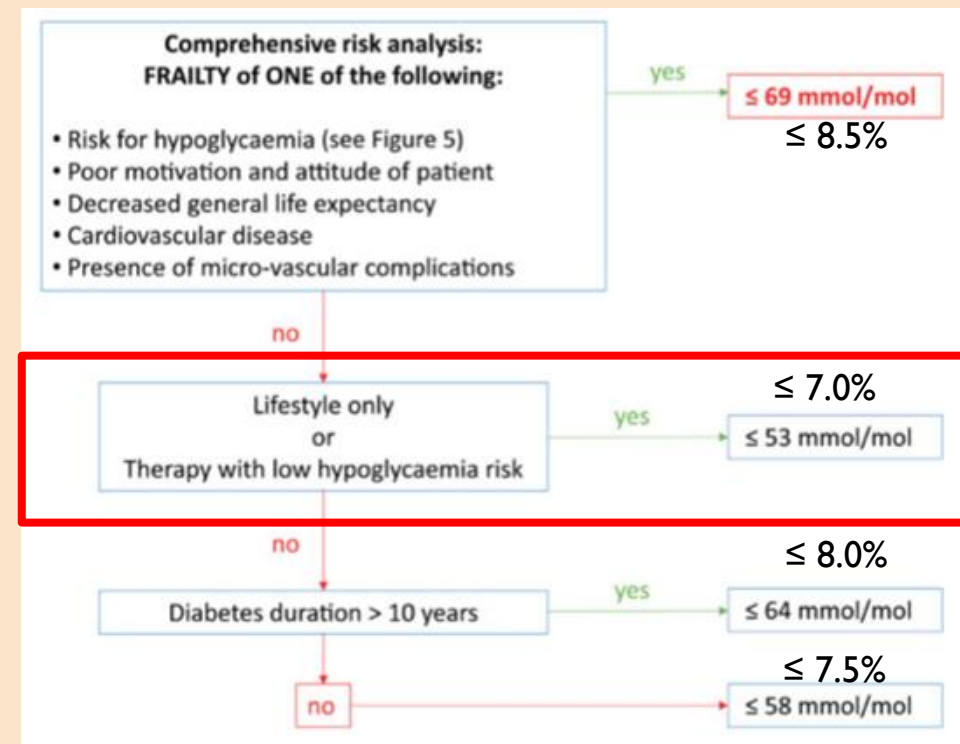 Comprehensive risk analysis:
FRAILTY of ONE of the following:
• Risk for hypoglycaemia (see Figure 5)
• Poor motivation and attitude of patient
• Decreased general life expectancy
• Cardiovascular disease
• Presence of micro-vascular complications
yes
≤ 69 mmol/mol
≤ 8.5%
no
Lifestyle only
or
Therapy with low hypoglycaemia risk
yes
≤ 7.0%
≤ 53 mmol/mol
no
Diabetes duration > 10 years
yes
≤ 8.0%
≤ 64 mmol/mol
no
≤ 7.5%
≤ 58 mmol/mol